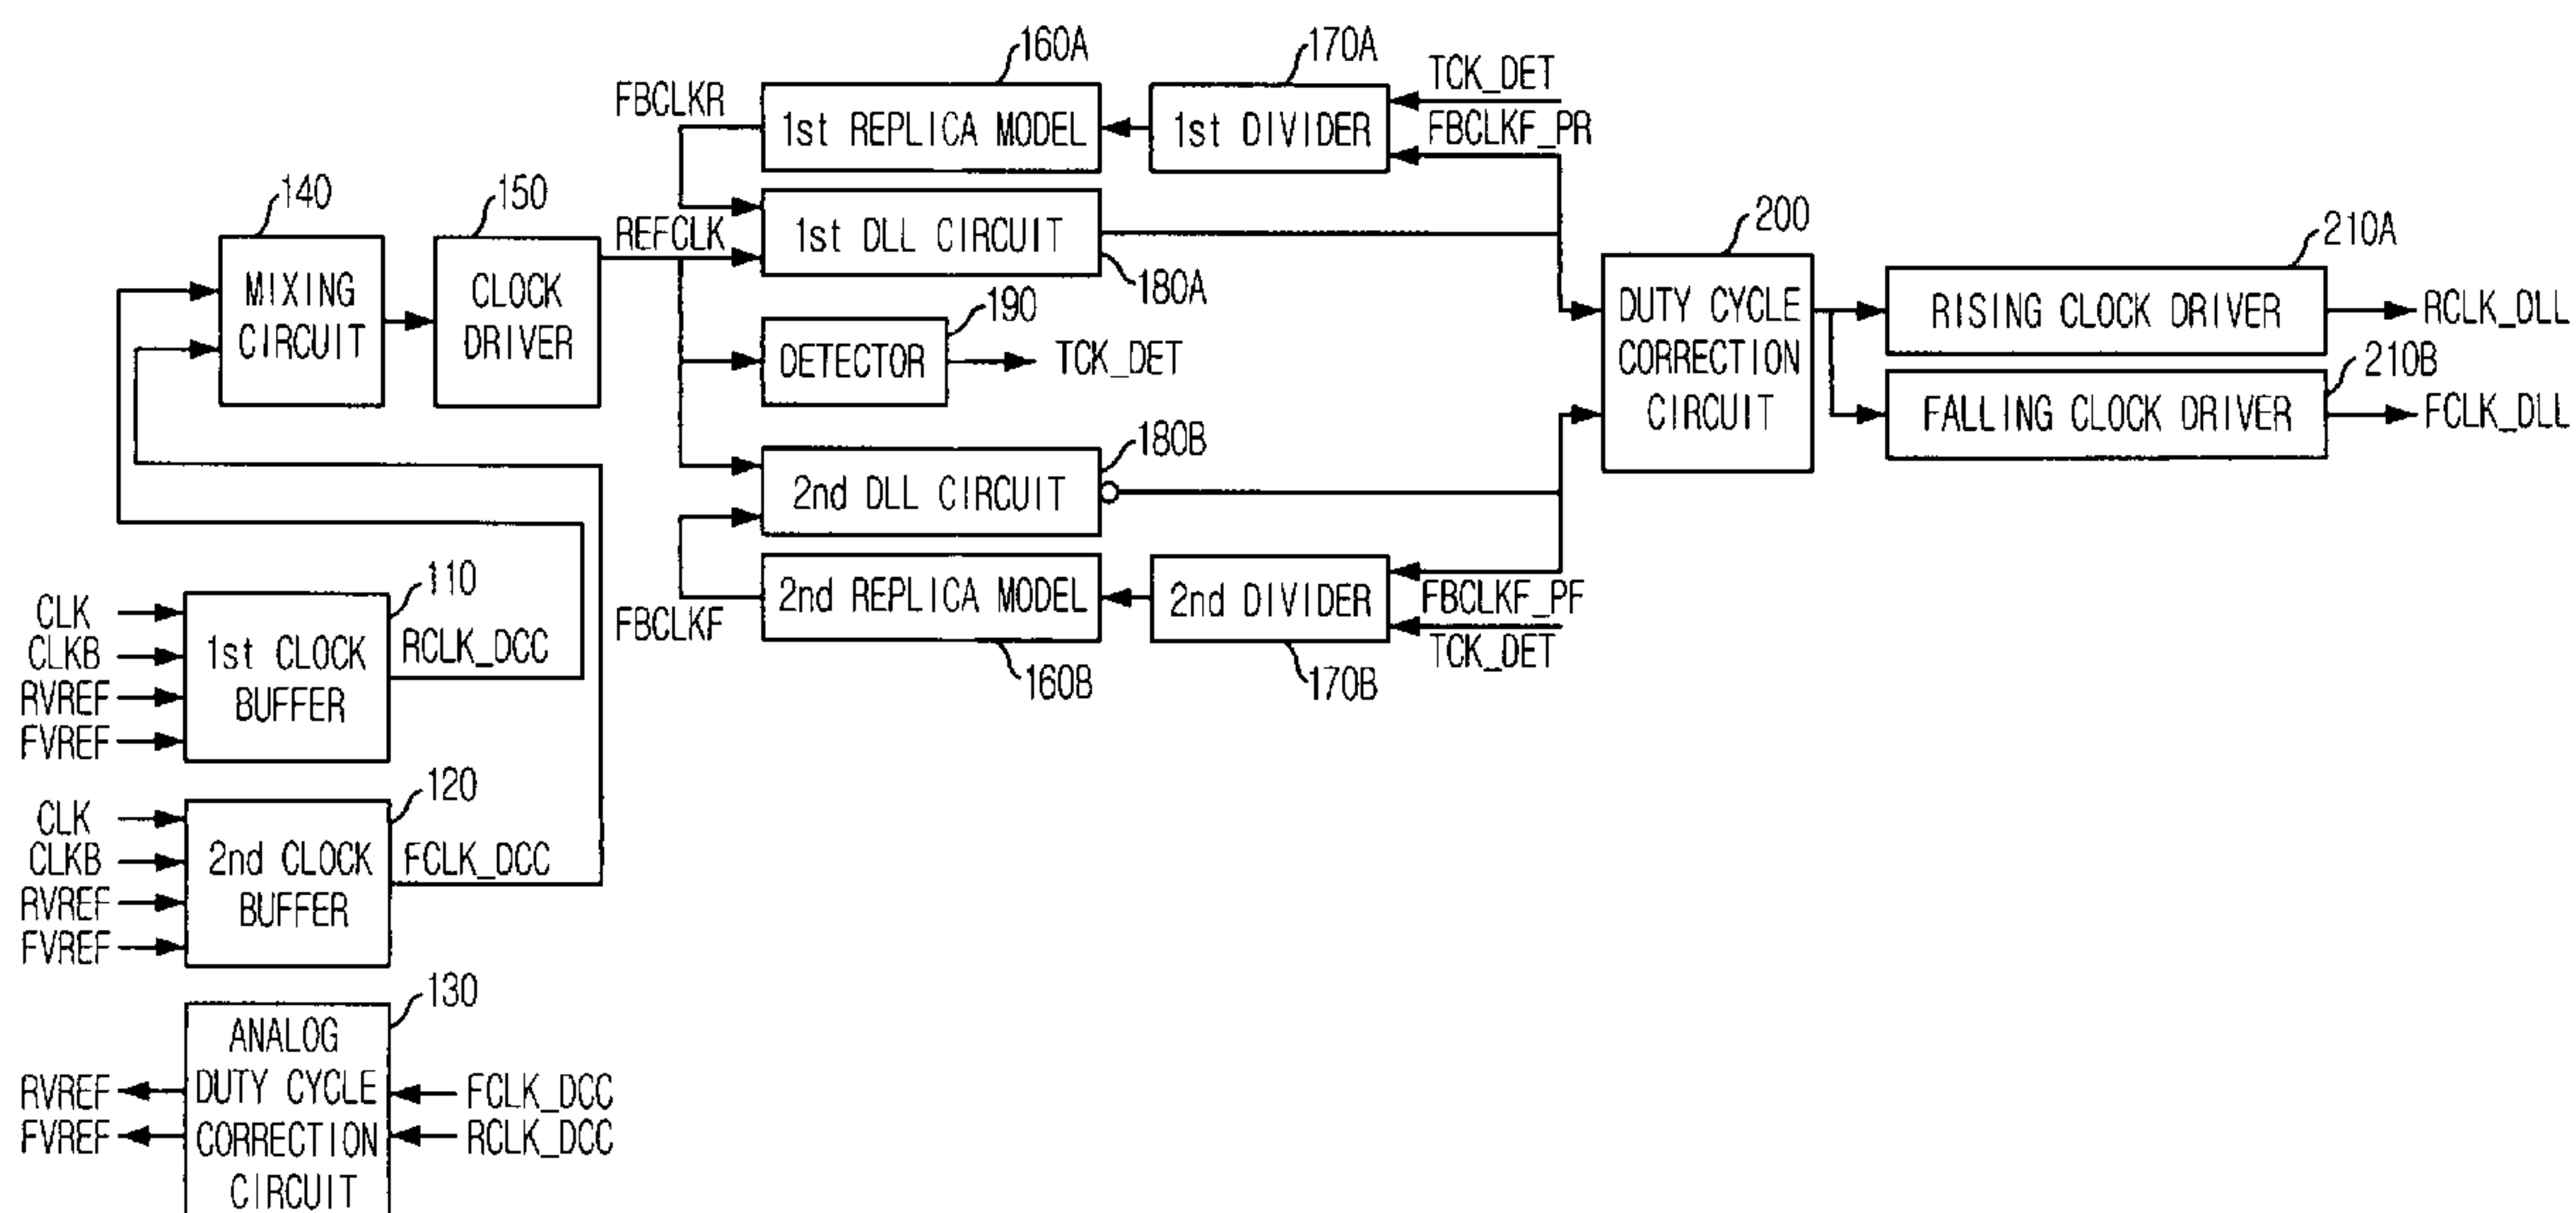 160A
170A
TCK_DET
FBCLKR
1st REPLICA MODEL
1st DIVIDER
FBCLKF_PR
140
150
200
REFCLK
1st DLL CIRCUIT
210A
180A
MIXING
CIRCUIT
CLOCK
DRIVER
190
DUTY CYCLE
CORRECTION
CIRCUIT
RISING CLOCK DRIVER
RCLK_DLL
DETECTOR
TCK_DET
210B
FALLING CLOCK DRIVER
FCLK_DLL
180B
2nd DLL CIRCUIT
110
2nd REPLICA MODEL
2nd DIVIDER
FBCLKF_PF
FBCLKF
TCK_DET
160B
170B
CLK
CLKB
RVREF
FVREF
1st CLOCK
BUFFER
RCLK_DCC
120
CLK
CLKB
RVREF
FVREF
2nd CLOCK
BUFFER
FCLK_DCC
130
ANALOG
DUTY CYCLE
CORRECTION
CIRCUIT
RVREF
FVREF
FCLK_DCC
RCLK_DCC